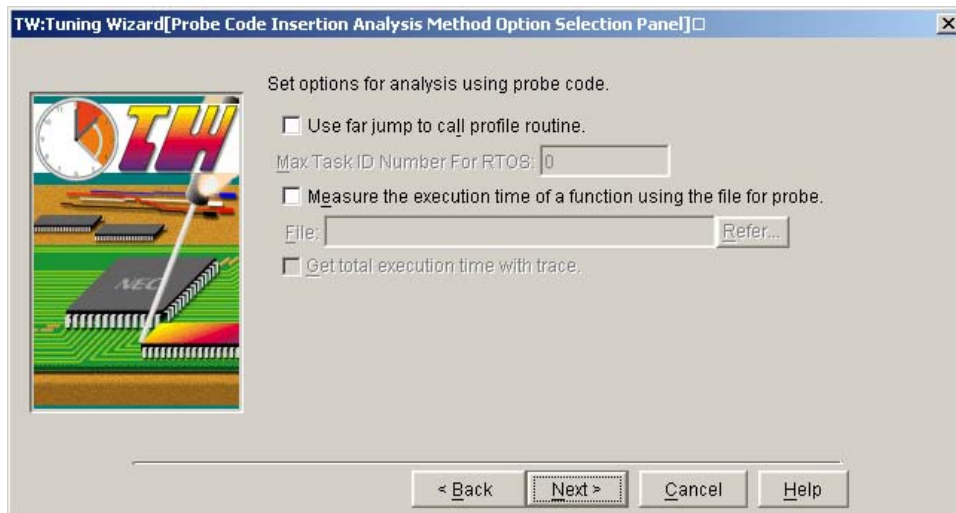 TW:Tuning Wizard[Probe Code Insertion Analysis Method Option Selection Panel]□
TW
NEC
Set options for analysis using probe code.
Use far jump to call profile routine.
Max Task ID Number For RTOS: 0
Measure the execution time of a function using the file for probe.
File: Refer...
Get total execution time with trace.
< Back Next > Cancel Help